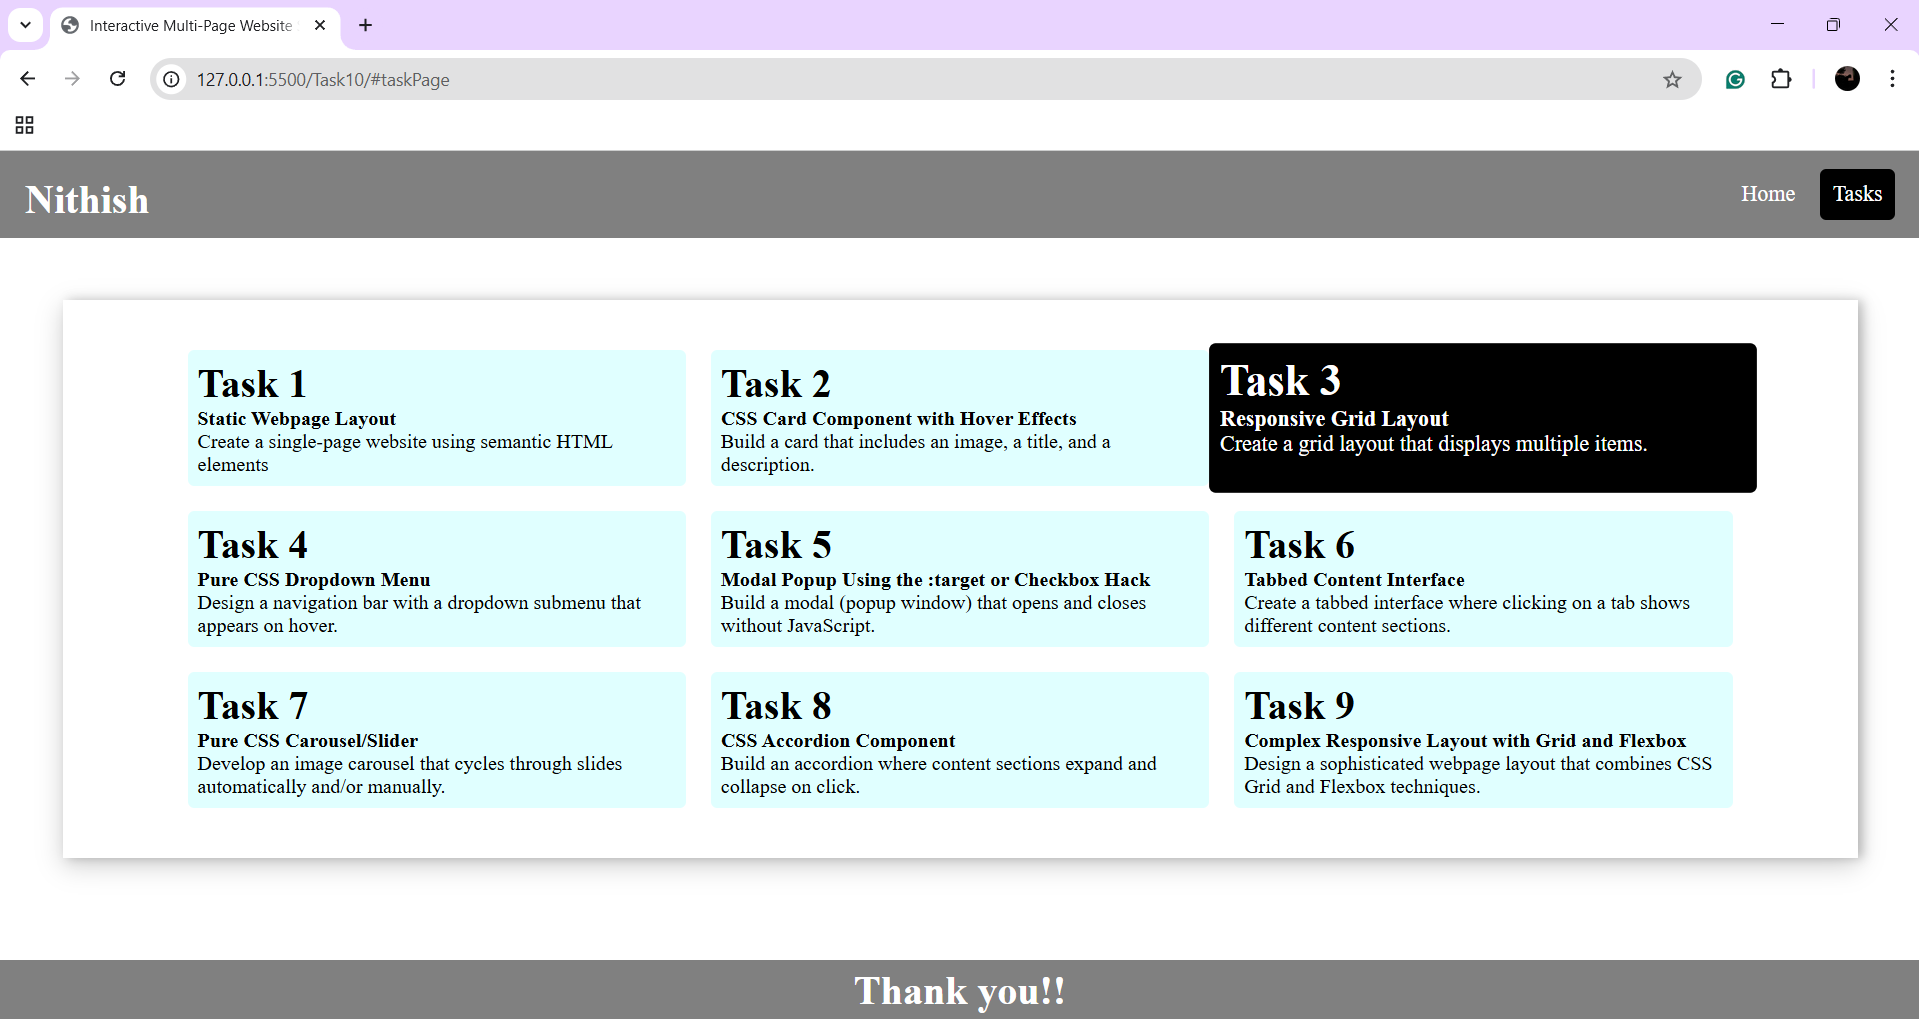 Interactive Multi-Page Website
127.0.0.1:5500/Task10/#taskPage
Nithish
Home
Tasks
Task 1
Static Webpage Layout
Create a single-page website using semantic HTML
elements
Task 2
CSS Card Component with Hover Effects
Build a card that includes an image, a title, and a
description.
Task 3
Responsive Grid Layout
Create a grid layout that displays multiple items.
Task 4
Pure CSS Dropdown Menu
Design a navigation bar with a dropdown submenu that
appears on hover.
Task 5
Modal Popup Using the :target or Checkbox Hack
Build a modal (popup window) that opens and closes
without JavaScript.
Task 6
Tabbed Content Interface
Create a tabbed interface where clicking on a tab shows
different content sections.
Task 7
Pure CSS Carousel/Slider
Develop an image carousel that cycles through slides
automatically and/or manually.
Task 8
CSS Accordion Component
Build an accordion where content sections expand and
collapse on click.
Task 9
Complex Responsive Layout with Grid and Flexbox
Design a sophisticated webpage layout that combines CSS
Grid and Flexbox techniques.
Thank you!!